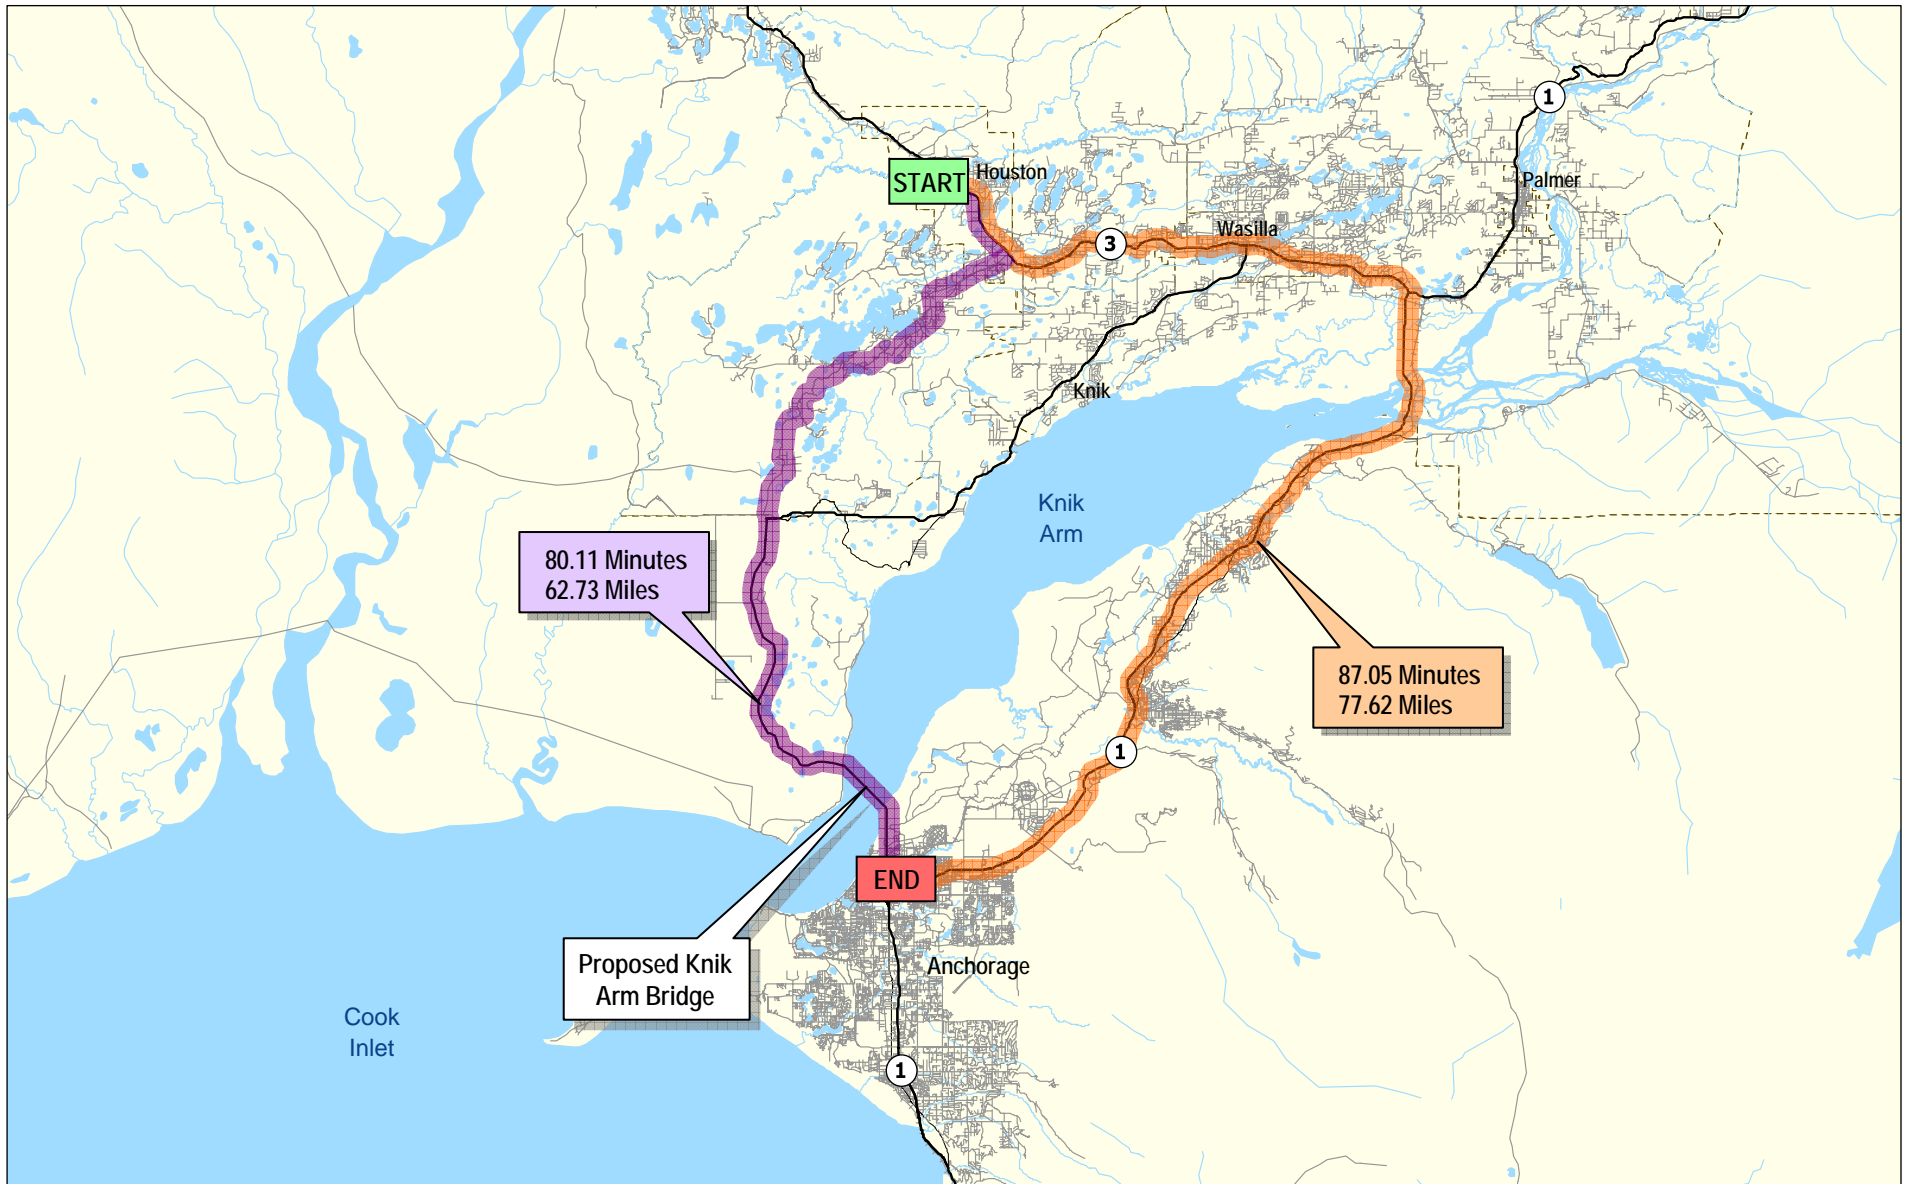 1
START
Houston
Palmer
3
Wasilla
Knik
Knik
Arm
80.11 Minutes
62.73 Miles
87.05 Minutes
77.62 Miles
1
END
Proposed Knik
Arm Bridge
Anchorage
Cook
Inlet
1